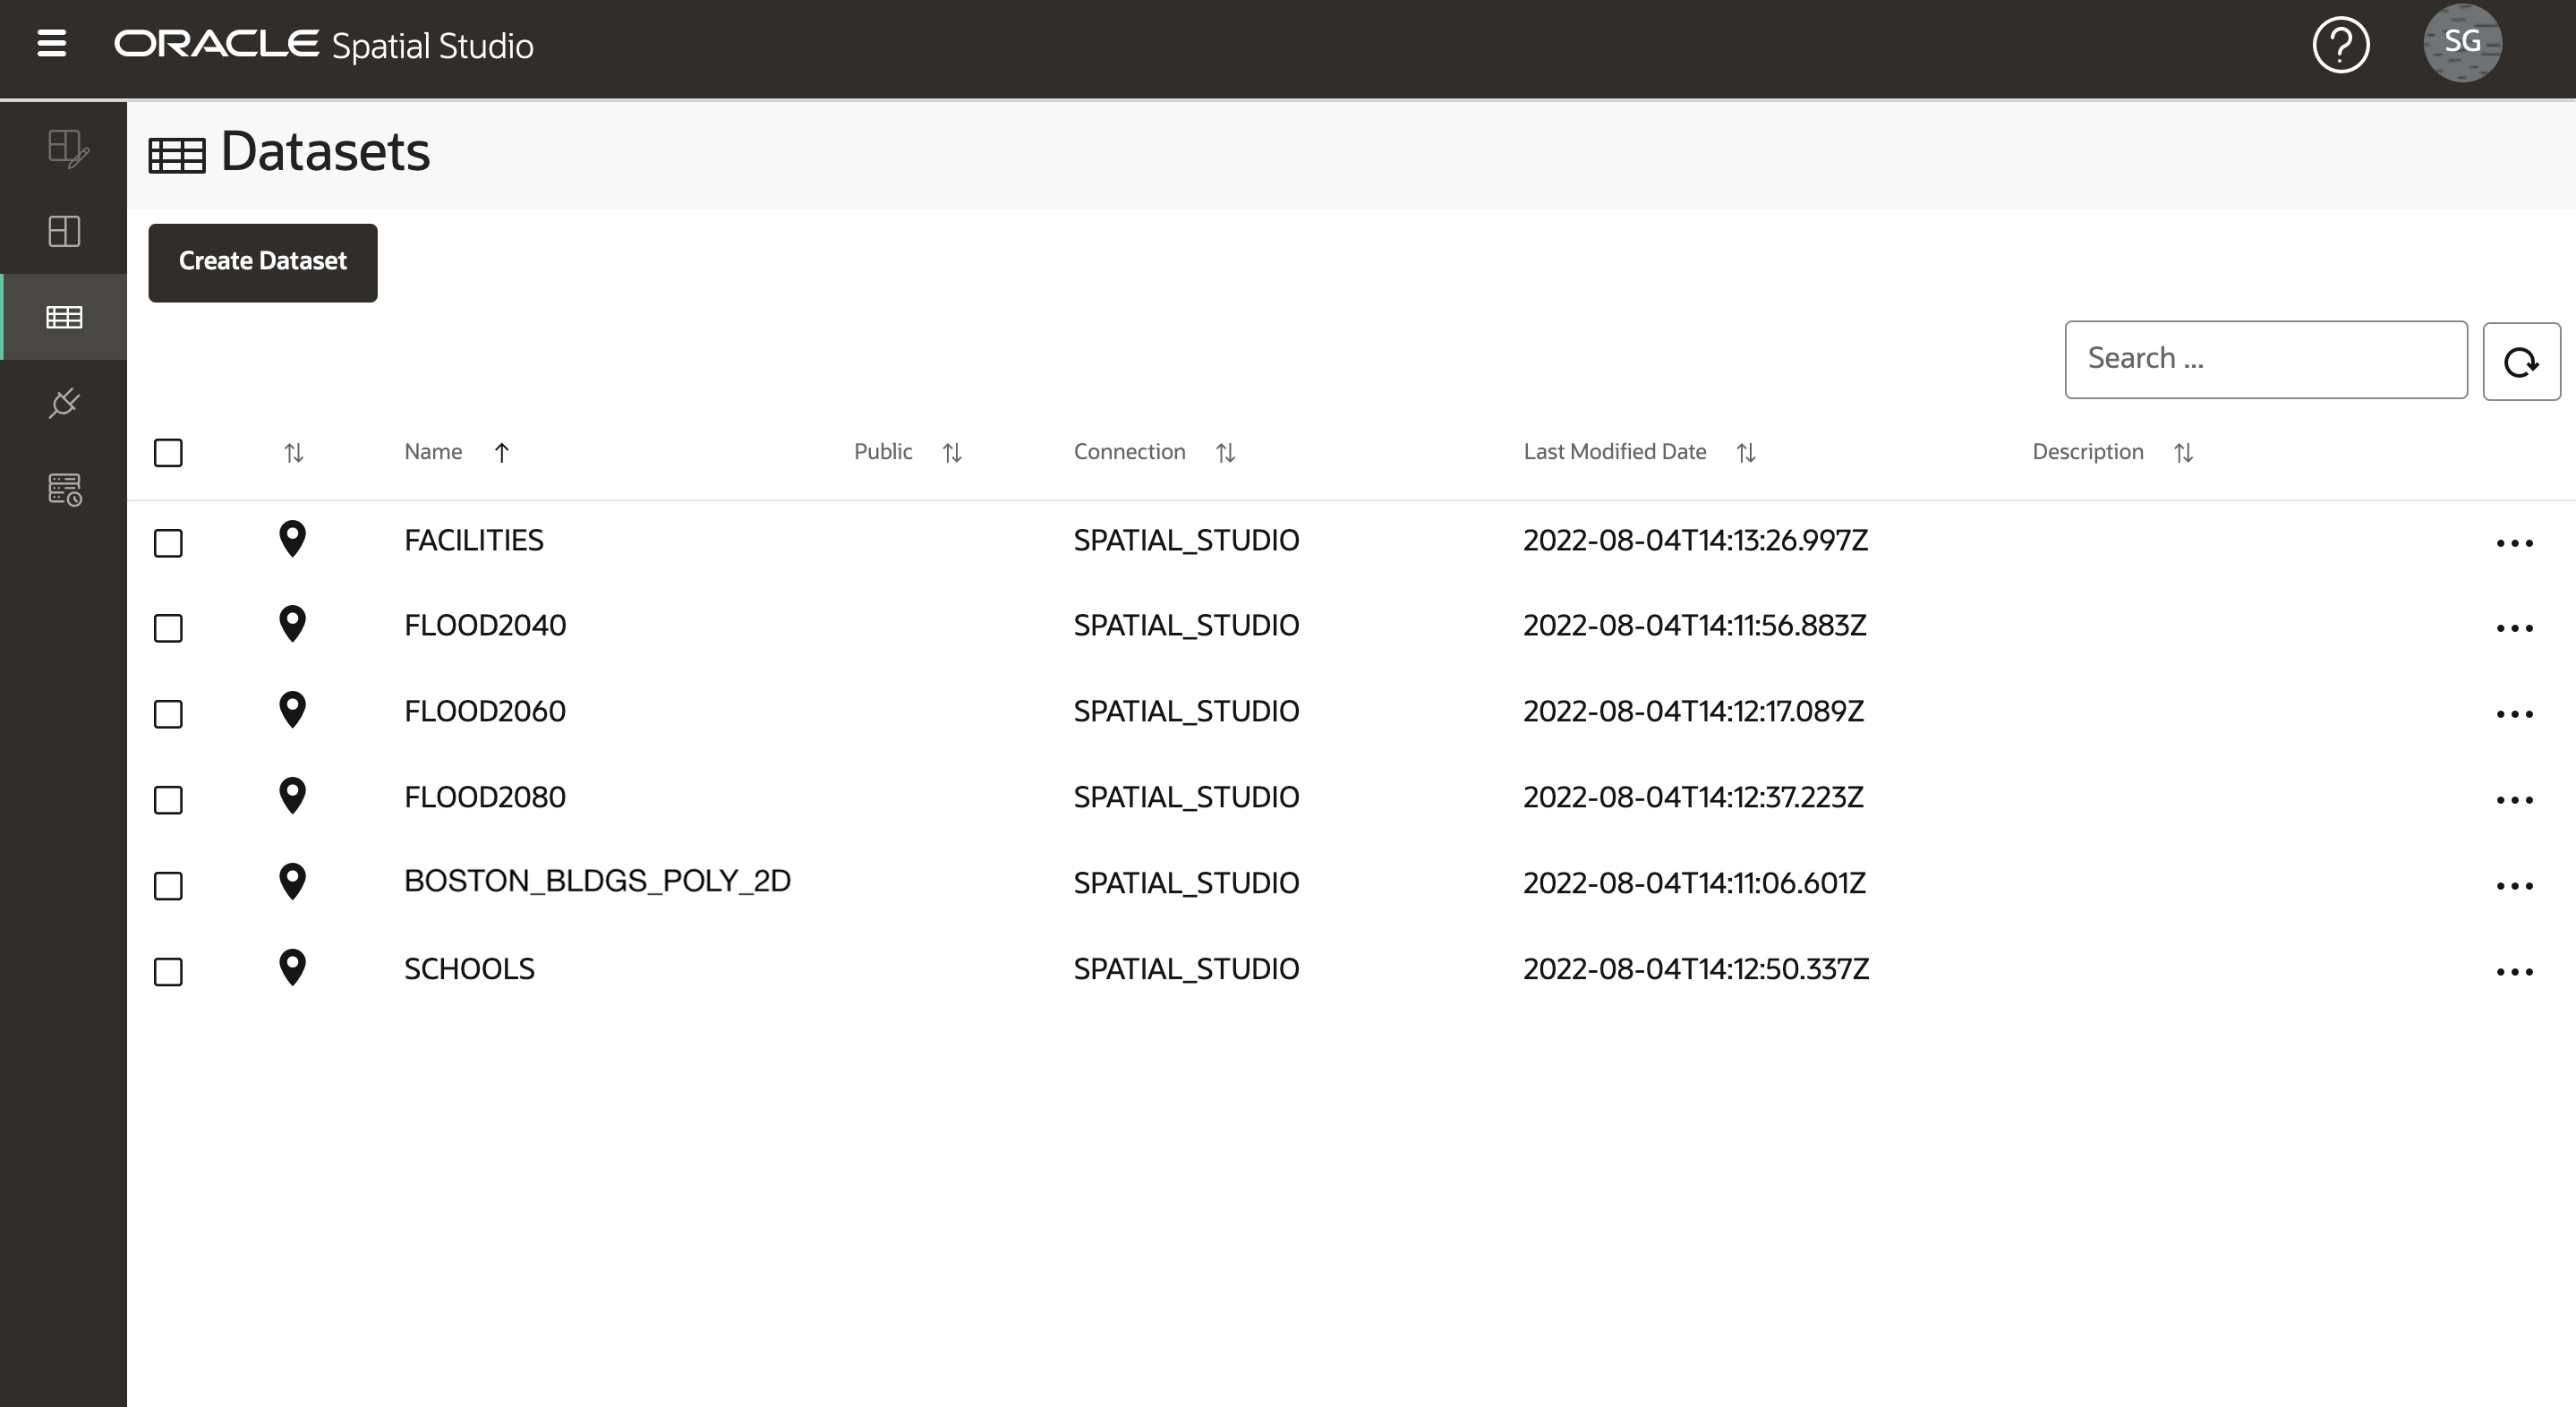 ORACLE Spatial Studio
SG
Datasets
Create Dataset
Search ...
Name Public Connection Last Modified Date Description
FACILITIES SPATIAL_STUDIO 2022-08-04T14:13:26.997Z
FLOOD2040 SPATIAL_STUDIO 2022-08-04T14:11:56.883Z
FLOOD2060 SPATIAL_STUDIO 2022-08-04T14:12:17.089Z
FLOOD2080 SPATIAL_STUDIO 2022-08-04T14:12:37.223Z
BOSTON_BLDGS_POLY_2D SPATIAL_STUDIO 2022-08-04T14:11:06.601Z
SCHOOLS SPATIAL_STUDIO 2022-08-04T14:12:50.337Z